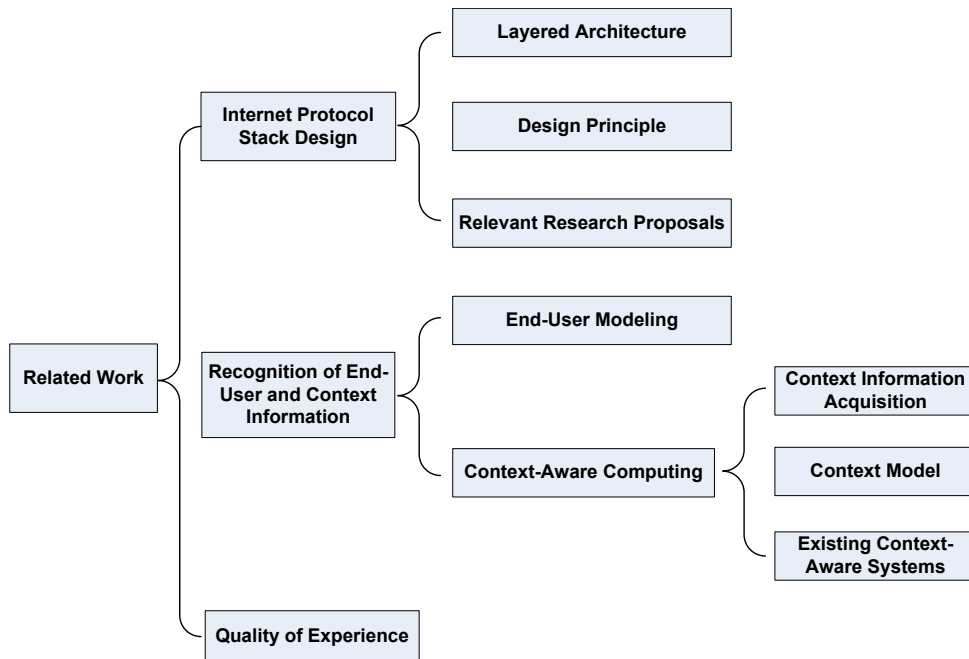 Related Work
Internet Protocol
Stack Design
Layered Architecture
Design Principle
Relevant Research Proposals
Recognition of End-
User and Context
Information
End-User Modeling
Context-Aware Computing
Context Information
Acquisition
Context Model
Existing Context-
Aware Systems
Quality of Experience